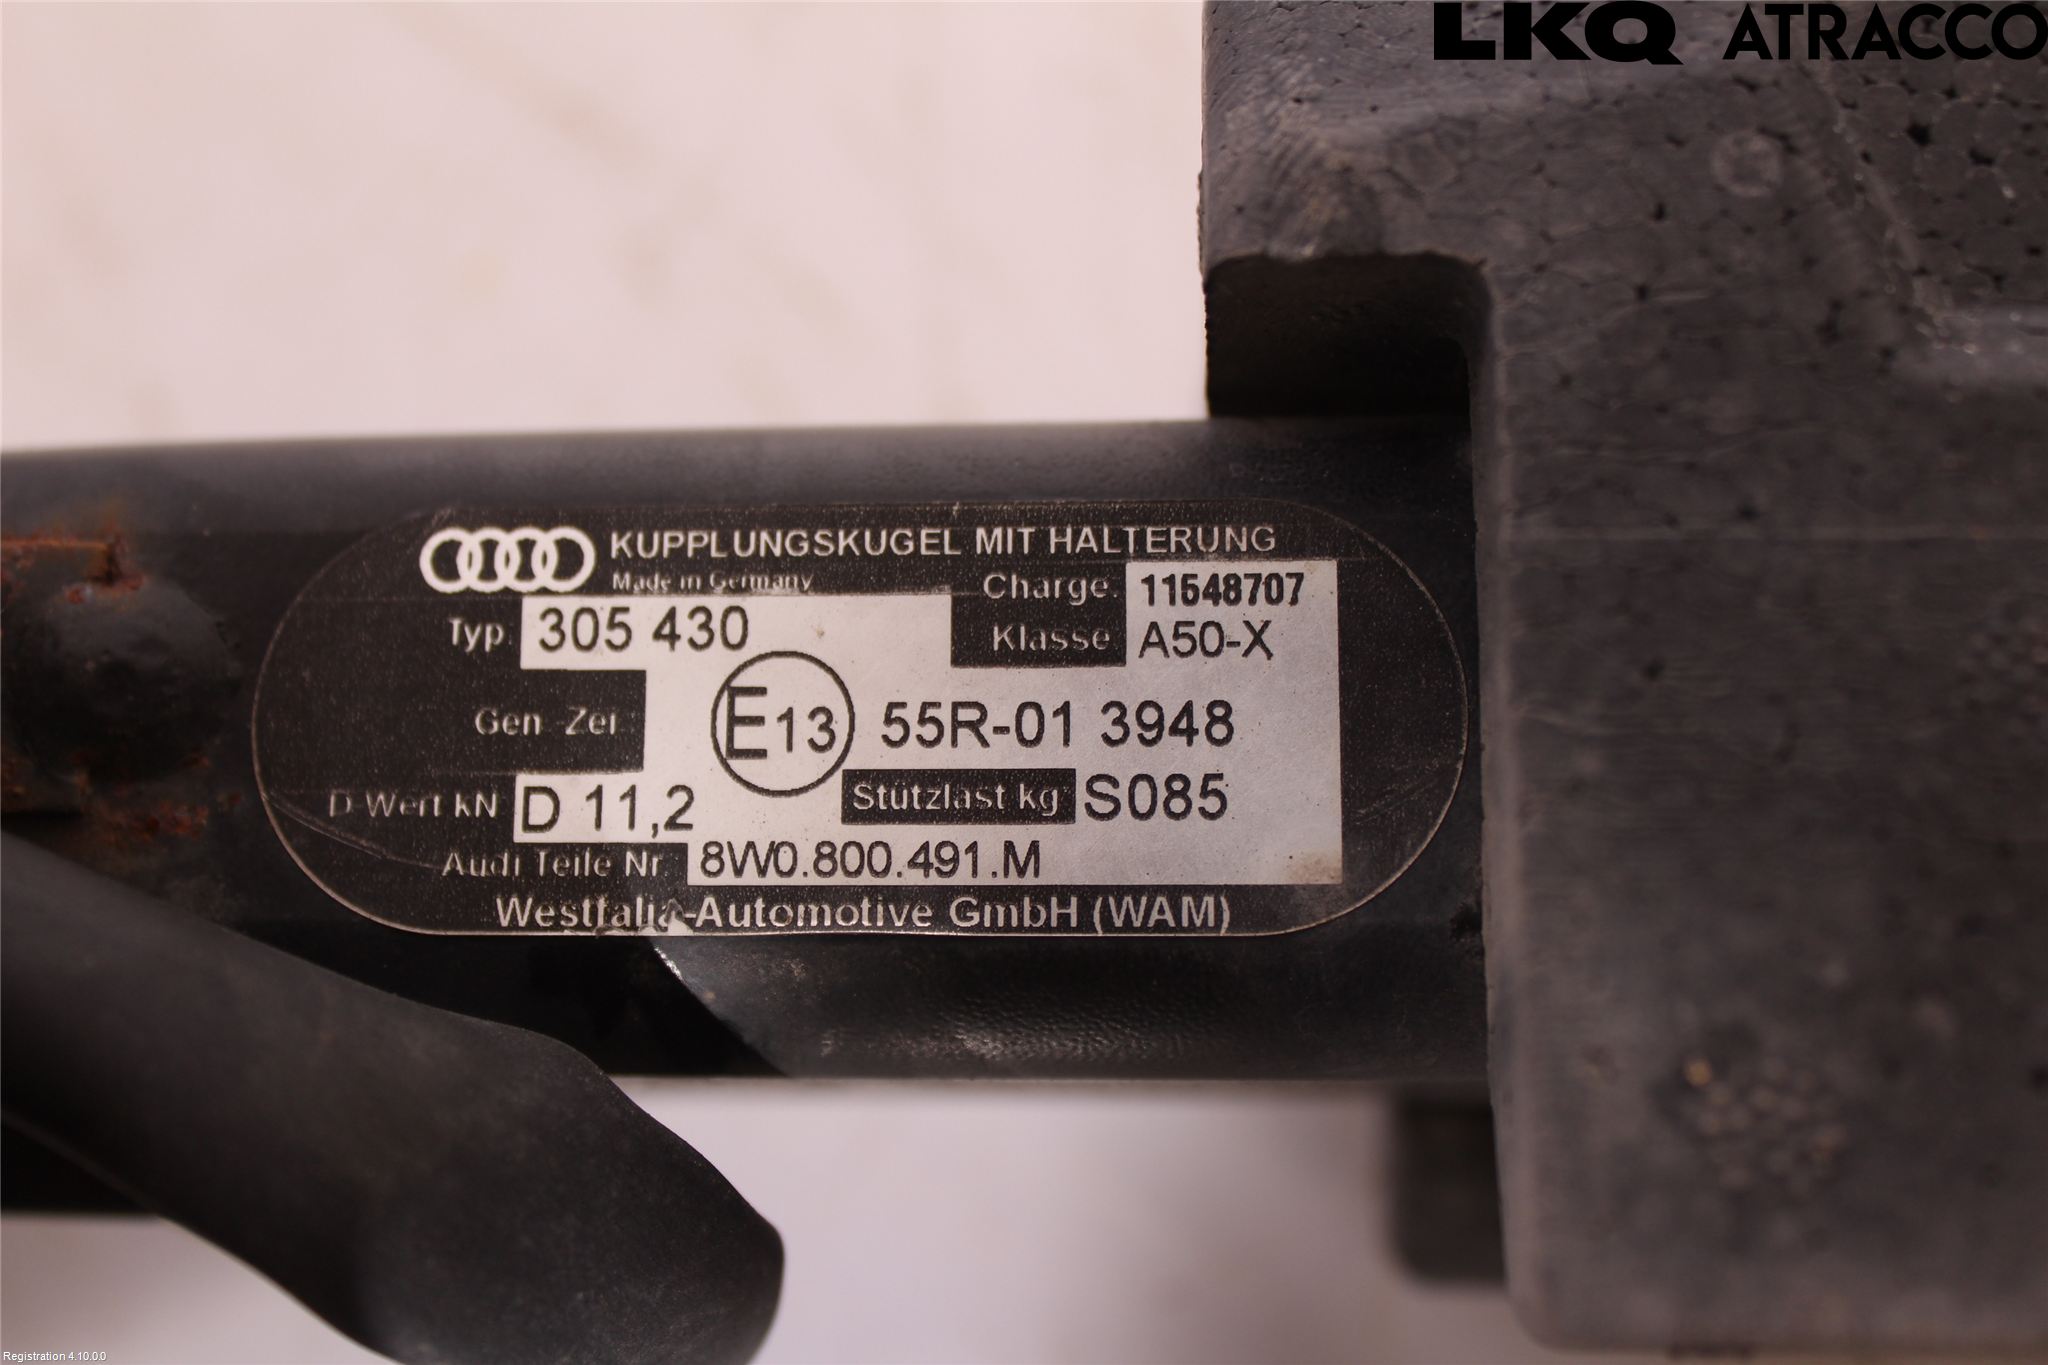 LKQ ATRACCO
KUPPLUNGSKUGEL MIT HALTERUNG
Made in Germany
Charge. 11548707
Typ 305 430
Klasse A50-X
Gen Zei E13 55R-01 3948
D Wert kN D 11,2 Stützlast kg S085
Audi Teile Nr. 8W0.800.491.M
Westfalia-Automotive GmbH (WAM)
Registration 4.10.0.0